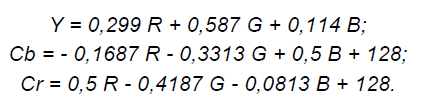 Y = 0,299 R + 0,587 G + 0,114 B;
Cb = - 0,1687 R - 0,3313 G + 0,5 B + 128;
Cr = 0,5 R - 0,4187 G - 0,0813 B + 128.